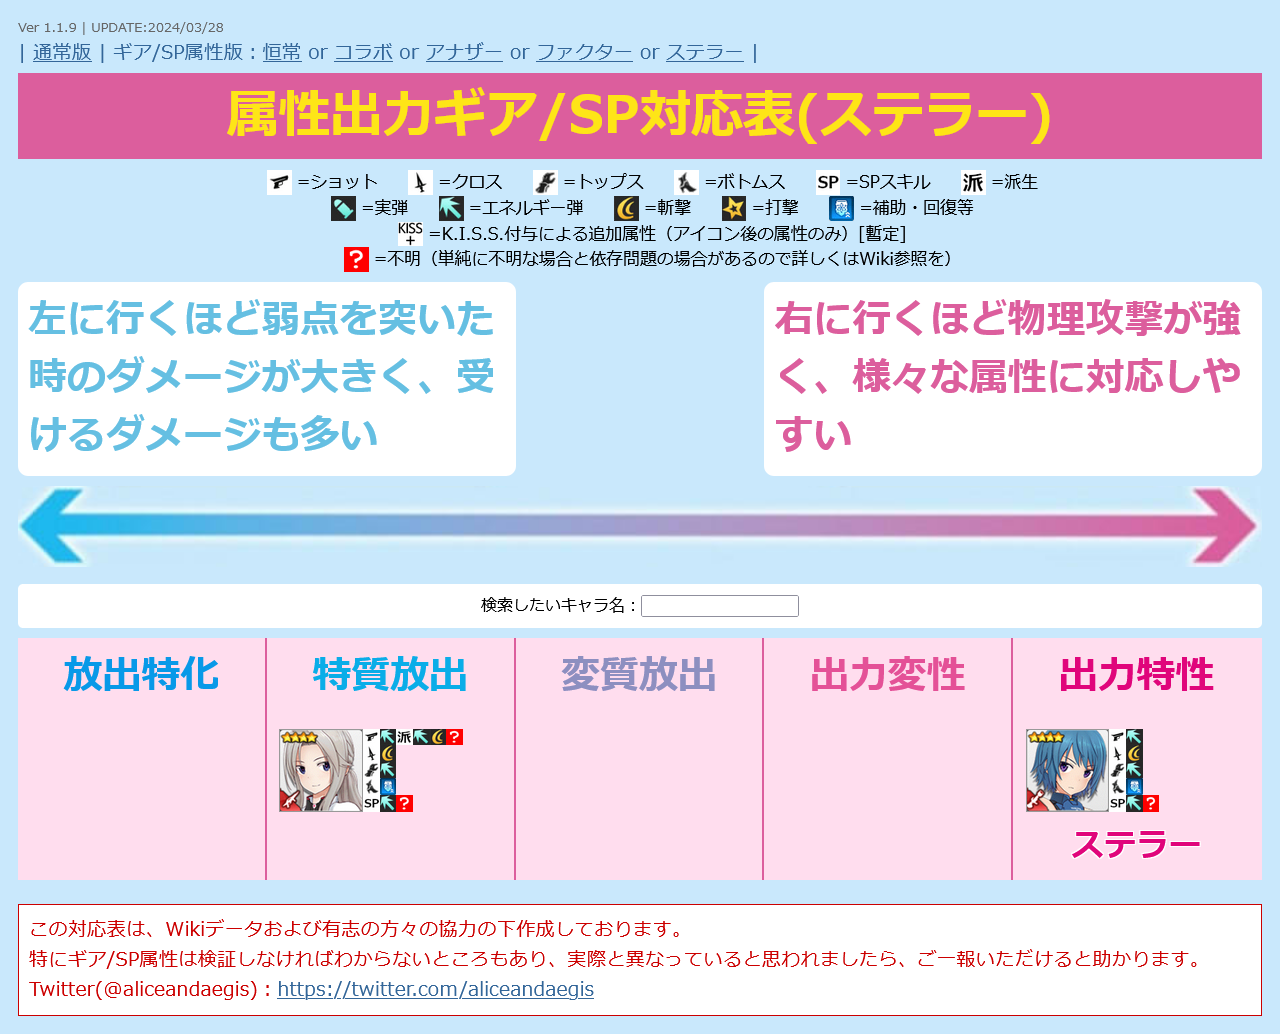 Ver 1.1.9 | UPDATE:2024/03/28
| 通常版 | ギア/SP属性版：恒常 or コラボ or アナザー or ファクター or ステラー |
属性出力ギア/SP対応表(ステラー)
=ショット =クロス =トップス =ボトムス SP =SPスキル 派 =派生
=実弾 =エネルギー弾 =斬撃 =打撃 =補助・回復等
KISS+ =K.I.S.S.付与による追加属性（アイコン後の属性のみ）[暫定]
? =不明（単純に不明な場合と依存問題の場合があるので詳しくはWiki参照を）
左に行くほど弱点を突いた
時のダメージが大きく、受
けるダメージも多い
右に行くほど物理攻撃が強
く、様々な属性に対応しや
すい
検索したいキャラ名：
放出特化 特質放出 変質放出 出力変性 出力特性
派 ?
SP ?
SP ?
ステラー
この対応表は、Wikiデータおよび有志の方々の協力の下作成しております。
特にギア/SP属性は検証しなければわからないところもあり、実際と異なっていると思われましたら、ご一報いただけると助かります。
Twitter(@aliceandaegis)：https://twitter.com/aliceandaegis